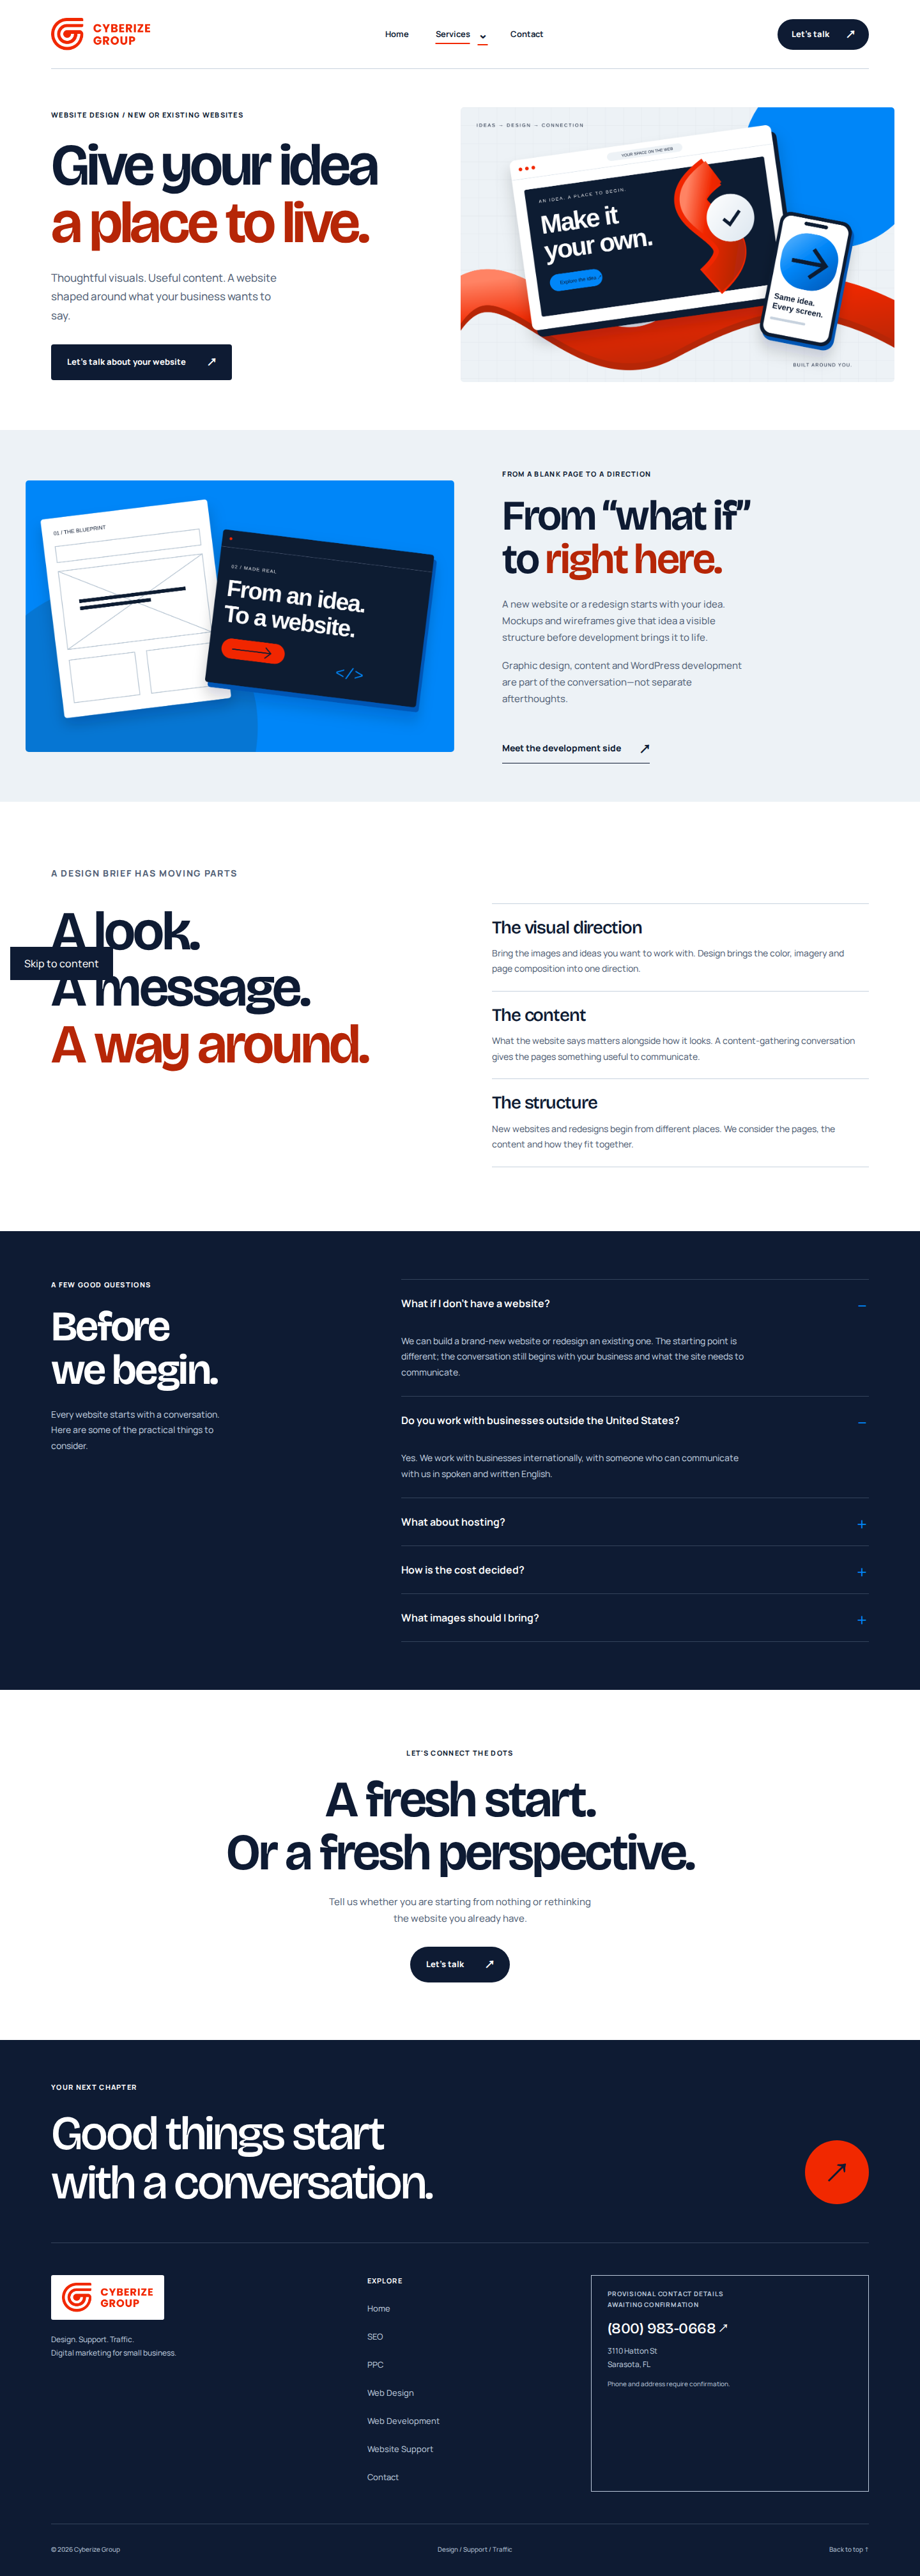 CYBERIZE
GROUP
Home
Services
Contact
Let's talk ↗
WEBSITE DESIGN / NEW OR EXISTING WEBSITES
Give your idea
a place to live.
Thoughtful visuals. Useful content. A website
shaped around what your business wants to
say.
Let's talk about your website ↗
IDEAS → DESIGN → CONNECTION
YOUR SPACE ON THE WEB
AN IDEA. A PLACE TO BEGIN.
Make it
your own.
Explore the idea
Same idea.
Every screen.
BUILT AROUND YOU.
01 / THE BLUEPRINT
02 / MADE REAL
From an idea.
To a website.
</>
FROM A BLANK PAGE TO A DIRECTION
From “what if”
to right here.
A new website or a redesign starts with your idea.
Mockups and wireframes give that idea a visible
structure before development brings it to life.
Graphic design, content and WordPress development
are part of the conversation—not separate
afterthoughts.
Meet the development side ↗
A DESIGN BRIEF HAS MOVING PARTS
A look.
Skip to content
A message.
A way around.
The visual direction
Bring the images and ideas you want to work with. Design brings the color, imagery and
page composition into one direction.
The content
What the website says matters alongside how it looks. A content-gathering conversation
gives the pages something useful to communicate.
The structure
New websites and redesigns begin from different places. We consider the pages, the
content and how they fit together.
A FEW GOOD QUESTIONS
Before
we begin.
Every website starts with a conversation.
Here are some of the practical things to
consider.
What if I don't have a website? −
We can build a brand-new website or redesign an existing one. The starting point is
different; the conversation still begins with your business and what the site needs to
communicate.
Do you work with businesses outside the United States? −
Yes. We work with businesses internationally, with someone who can communicate
with us in spoken and written English.
What about hosting? +
How is the cost decided? +
What images should I bring? +
LET'S CONNECT THE DOTS
A fresh start.
Or a fresh perspective.
Tell us whether you are starting from nothing or rethinking
the website you already have.
Let's talk ↗
YOUR NEXT CHAPTER
Good things start
with a conversation.
↗
CYBERIZE
GROUP
Design. Support. Traffic.
Digital marketing for small business.
EXPLORE
Home
SEO
PPC
Web Design
Web Development
Website Support
Contact
PROVISIONAL CONTACT DETAILS
AWAITING CONFIRMATION
(800) 983-0668 ↗
3110 Hatton St
Sarasota, FL
Phone and address require confirmation.
© 2026 Cyberize Group
Design / Support / Traffic
Back to top ↑